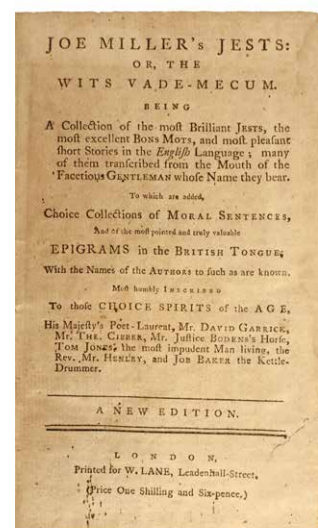 JOE MILLER's JESTS:
OR, THE
WITS VADE-MECUM.
BEING
A Collection of the moſt Brilliant JESTS, the
moſt excellent BONS MOTS, and moſt pleaſant
ſhort Stories in the Engliſh Language; many
of them tranſcribed from the Mouth of the
Facetious GENTLEMAN whoſe Name they bear.
To which are added,
Choice Collections of MORAL SENTENCES,
And of the moſt pointed and truly valuable
EPIGRAMS in the BRITISH TONGUE;
With the Names of the AUTHORS to ſuch as are known.
Moſt humbly INSCRIBED
To thoſe CHOICE SPIRITS of the AGE,
His Majeſty's Poet-Laureat, Mr. DAVID GARRICK,
Mr. THE. CIBBER, Mr. Juſtice BODENS's Horſe,
TOM JONES, the moſt impudent Man living, the
Rev. Mr. HENLEY, and JOB BAKER the Kettle-
Drummer.
A NEW EDITION.
LONDON,
Printed for W. LANE, Leadenhall-Street,
(Price One Shilling and Six-pence.)